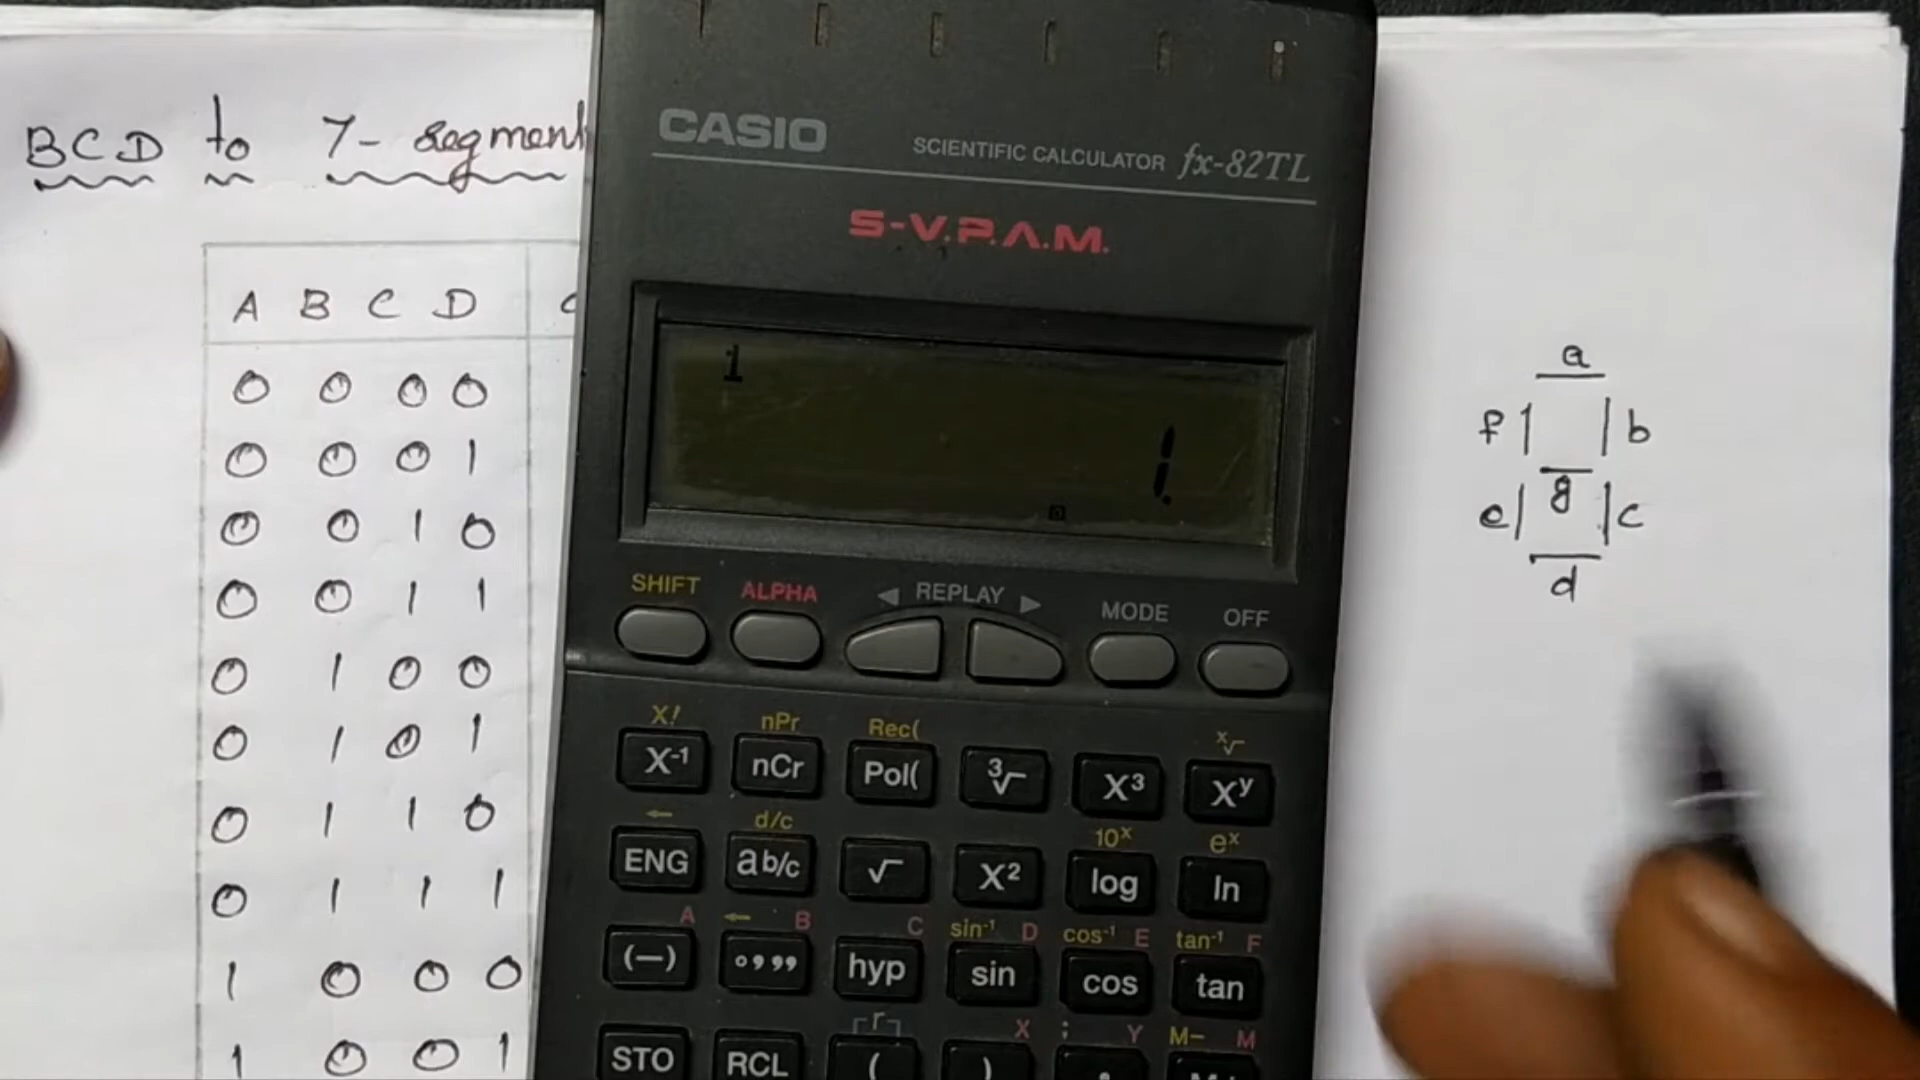 BCD to 7-segment
A B C D
0 0 0 0
0 0 0 1
0 0 1 0
0 0 1 1
0 1 0 0
0 1 0 1
0 1 1 0
0 1 1 1
1 0 0 0
1 0 0 1
CASIO
SCIENTIFIC CALCULATOR fx-82TL
S-V.P.A.M.
1
1.
SHIFT ALPHA ◀ REPLAY ▶ MODE OFF
X! nPr Rec( x√
X-1 nCr Pol( 3√ X3 Xy
← d/c 10x ex
ENG ab/c √ X2 log ln
A ← B C sin-1 D cos-1 E tan-1 F
(—) °,,, hyp sin cos tan
r X ; Y M− M
STO RCL ( ) ,
a
f b
g
e c
d